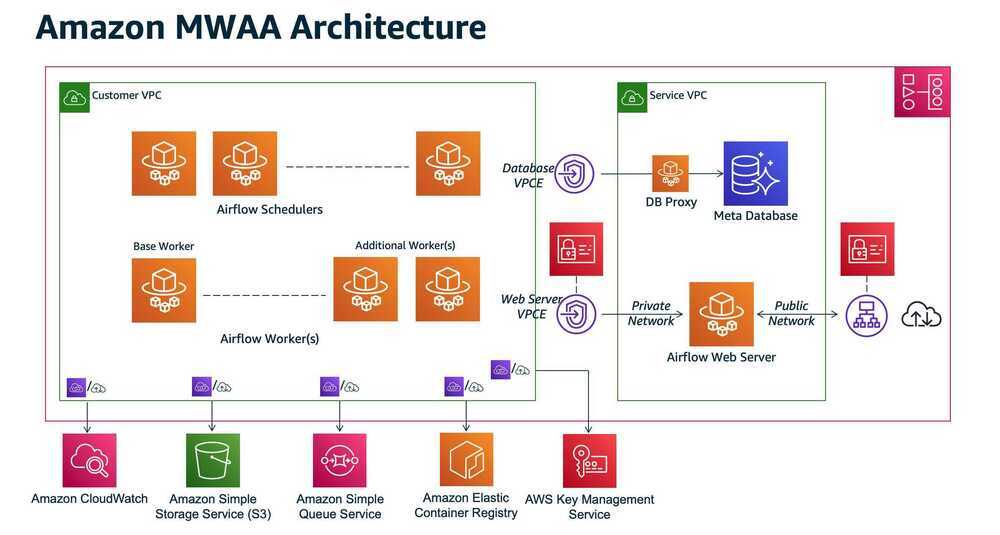 Amazon MWAA Architecture
Customer VPC
Service VPC
Airflow Schedulers
Database
VPCE
DB Proxy
Meta Database
Base Worker
Additional Worker(s)
Airflow Worker(s)
Web Server
VPCE
Private
Network
Public
Network
Airflow Web Server
/
/
/
/
/
Amazon CloudWatch
Amazon Simple
Storage Service (S3)
Amazon Simple
Queue Service
Amazon Elastic
Container Registry
AWS Key Management
Service